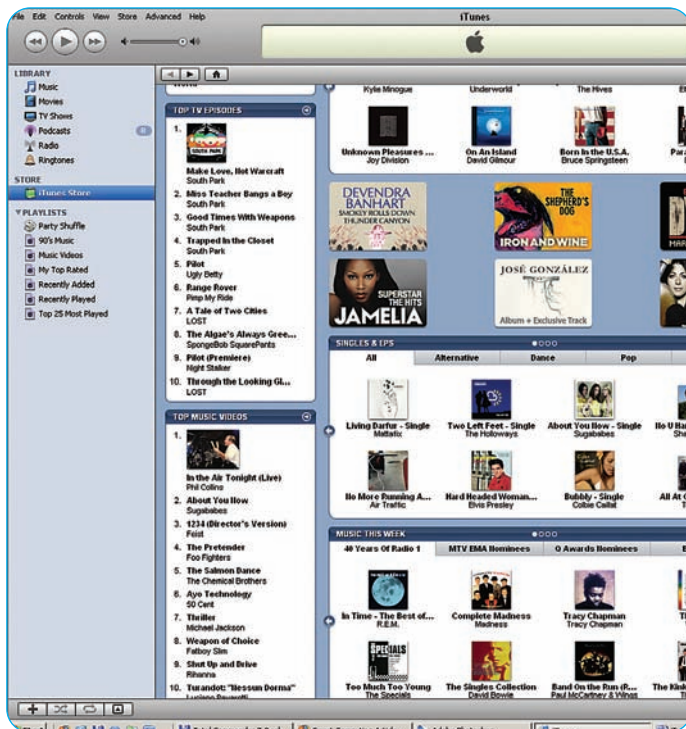 File Edit Controls View Store Advanced Help
iTunes
LIBRARY
Music
Movies
TV Shows
Podcasts
Radio
Ringtones
STORE
iTunes Store
PLAYLISTS
Party Shuffle
90's Music
Music Videos
My Top Rated
Recently Added
Recently Played
Top 25 Most Played
TOP TV EPISODES
1.
SOUTH PARK
Make Love, Not Warcraft
South Park
2. Miss Teacher Bangs a Boy
South Park
3. Good Times With Weapons
South Park
4. Trapped in the Closet
South Park
5. Pilot
Ugly Betty
6. Range Rover
Pimp My Ride
7. A Tale of Two Cities
LOST
8. The Algae's Always Gree...
SpongeBob SquarePants
9. Pilot (Premiere)
Night Stalker
10. Through the Looking Gl...
LOST
TOP MUSIC VIDEOS
1.
In the Air Tonight (Live)
Phil Collins
2. About You Now
Sugababes
3. 1234 (Director's Version)
Feist
4. The Pretender
Foo Fighters
5. The Salmon Dance
The Chemical Brothers
6. Ayo Technology
50 Cent
7. Thriller
Michael Jackson
8. Weapon of Choice
Fatboy Slim
9. Shut Up and Drive
Rihanna
10. Turandot: "Nessun Dorma"
Luciano Pavarotti
Kylie Minogue
Underworld
The Hives
Unknown Pleasures ...
Joy Division
On An Island
David Gilmour
Born in the U.S.A.
Bruce Springsteen
DEVENDRA
BANHART
SMOKEY ROLLS DOWN
THUNDER CANYON
THE
SHEPHERD'S
DOG
IRON AND WINE
SUPERSTAR
THE HITS
JAMELIA
JOSÉ GONZÁLEZ
Album + Exclusive Track
SINGLES & EPS
All
Alternative
Dance
Pop
Living Darfur - Single
Mattafix
Two Left Feet - Single
The Holloways
About You Now - Single
Sugababes
No More Running A...
Air Traffic
Hard Headed Woman...
Elvis Presley
Bubbly - Single
Colbie Caillat
MUSIC THIS WEEK
40 Years Of Radio 1
MTV EMA Nominees
Q Awards Nominees
In Time - The Best of...
R.E.M.
Complete Madness
Madness
Tracy Chapman
Tracy Chapman
SPECIALS
Too Much Too Young
The Specials
The Singles Collection
David Bowie
Band On the Run (R...
Paul McCartney & Wings